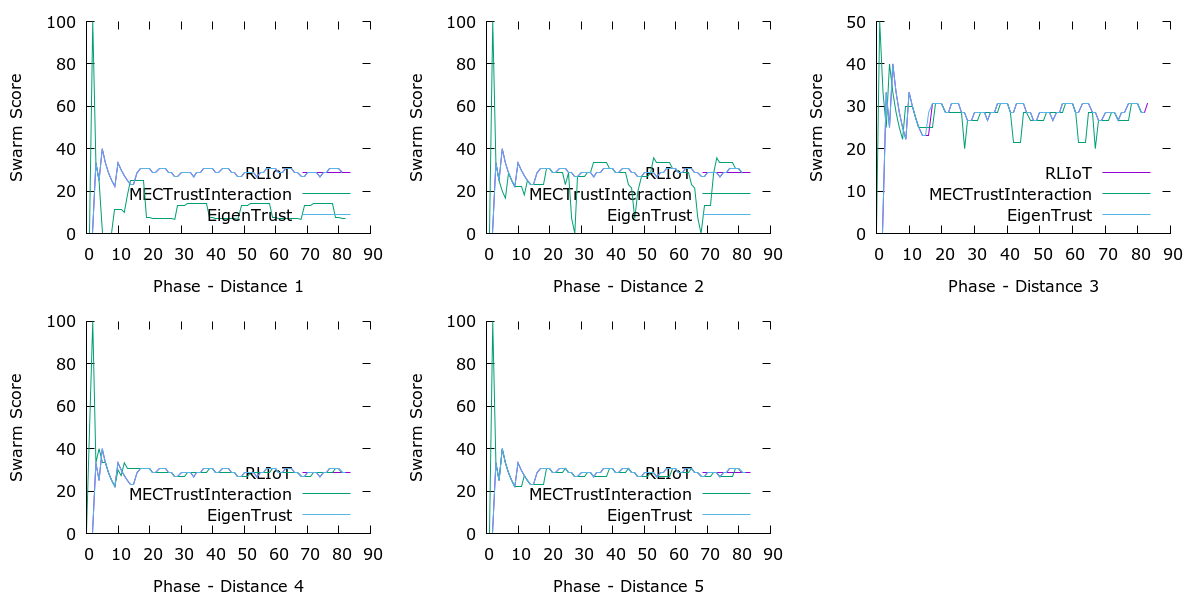 100
80
60
40
20
0
Swarm Score
RLIoT
MECTrustInteraction
EigenTrust
0 10 20 30 40 50 60 70 80 90
Phase - Distance 1
100
80
60
40
20
0
Swarm Score
RLIoT
MECTrustInteraction
EigenTrust
0 10 20 30 40 50 60 70 80 90
Phase - Distance 2
50
40
30
20
10
0
Swarm Score
RLIoT
MECTrustInteraction
EigenTrust
0 10 20 30 40 50 60 70 80 90
Phase - Distance 3
100
80
60
40
20
0
Swarm Score
RLIoT
MECTrustInteraction
EigenTrust
0 10 20 30 40 50 60 70 80 90
Phase - Distance 4
100
80
60
40
20
0
Swarm Score
RLIoT
MECTrustInteraction
EigenTrust
0 10 20 30 40 50 60 70 80 90
Phase - Distance 5